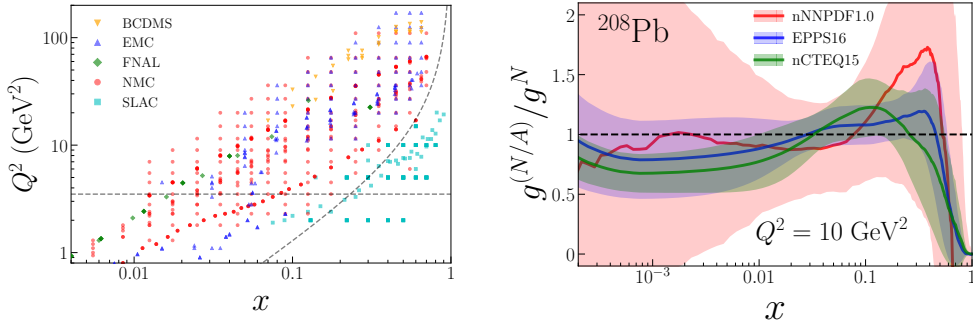 BCDMS
EMC
FNAL
NMC
SLAC
100
10
1
Q² (GeV²)
0.01
0.1
1
x
²⁰⁸Pb
nNNPDF1.0
EPPS16
nCTEQ15
2
1.5
1
0.5
0
g^(N/A)/g^N
Q² = 10 GeV²
10⁻³
0.01
0.1
1
x